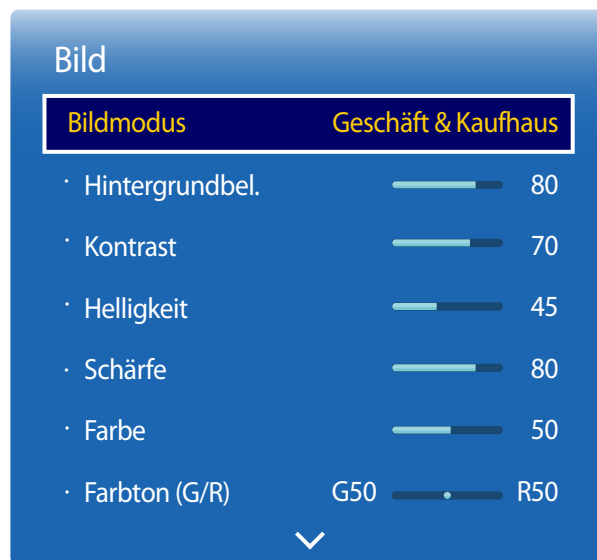 Bild
Bildmodus Geschäft & Kaufhaus
· Hintergrundbel. 80
· Kontrast 70
· Helligkeit 45
· Schärfe 80
· Farbe 50
· Farbton (G/R) G50 R50